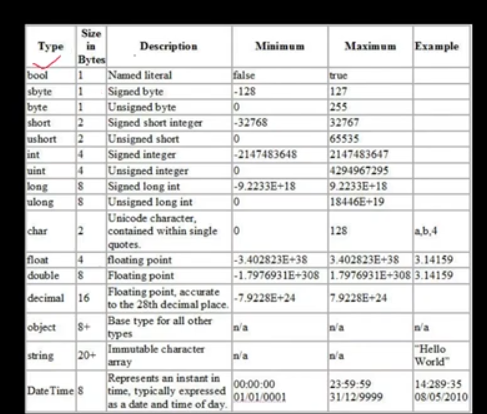 Type Size in Bytes Description Minimum Maximum Example
bool 1 Named literal false true
sbyte 1 Signed byte -128 127
byte 1 Unsigned byte 0 255
short 2 Signed short integer -32768 32767
ushort 2 Unsigned short 0 65535
int 4 Signed integer -2147483648 2147483647
uint 4 Unsigned integer 0 4294967295
long 8 Signed long int -9.2233E+18 9.2233E+18
ulong 8 Unsigned long int 0 18446E+19
char 2 Unicode character, contained within single quotes. 0 128 a,b,4
float 4 floating point -3.402823E+38 3.402823E+38 3.14159
double 8 Floating point -1.7976931E+308 1.7976931E+308 3.14159
decimal 16 Floating point, accurate to the 28th decimal place. -7.9228E+24 7.9228E+24
object 8+ Base type for all other types n/a n/a n/a
string 20+ Immutable character array n/a n/a "Hello World"
DateTime 8 Represents an instant in time, typically expressed as a date and time of day. 00:00:00 01/01/0001 23:59:59 31/12/9999 14:289:35 08/05/2010